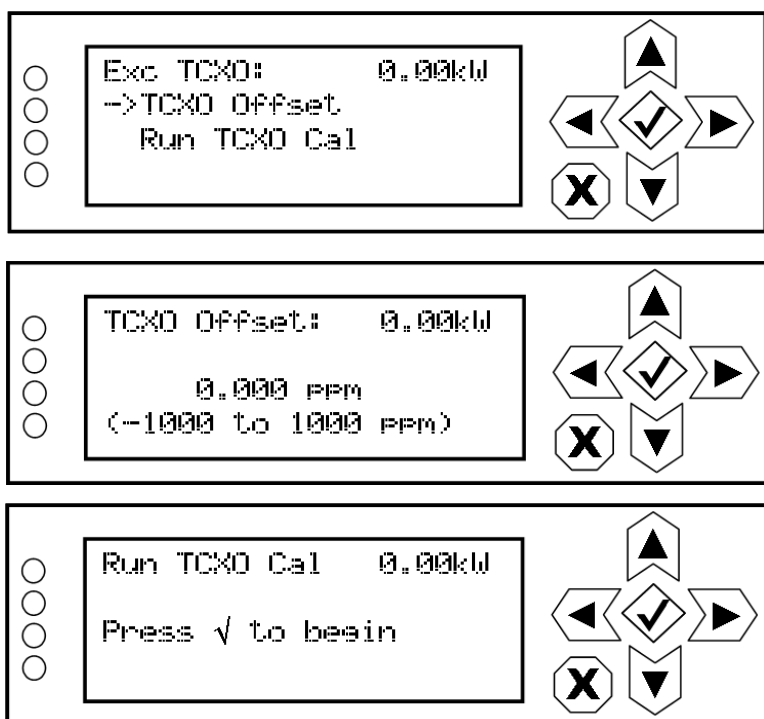 Exc TCXO: 0.00kW
->TCXO Offset
Run TCXO Cal
TCXO Offset: 0.00kW
0.000 ppm
(-1000 to 1000 ppm)
Run TCXO Cal 0.00kW
Press √ to begin